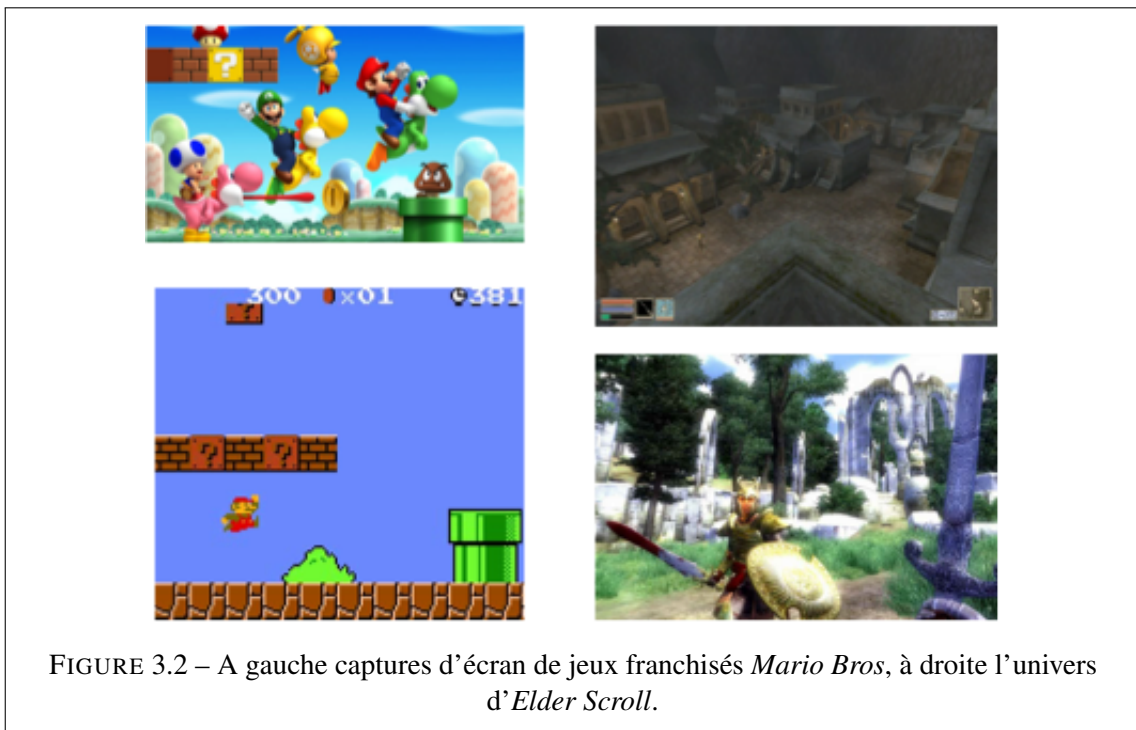 ?
300 ×01 381
?
? ?
FIGURE 3.2 – A gauche captures d'écran de jeux franchisés Mario Bros, à droite l'univers
d'Elder Scroll.